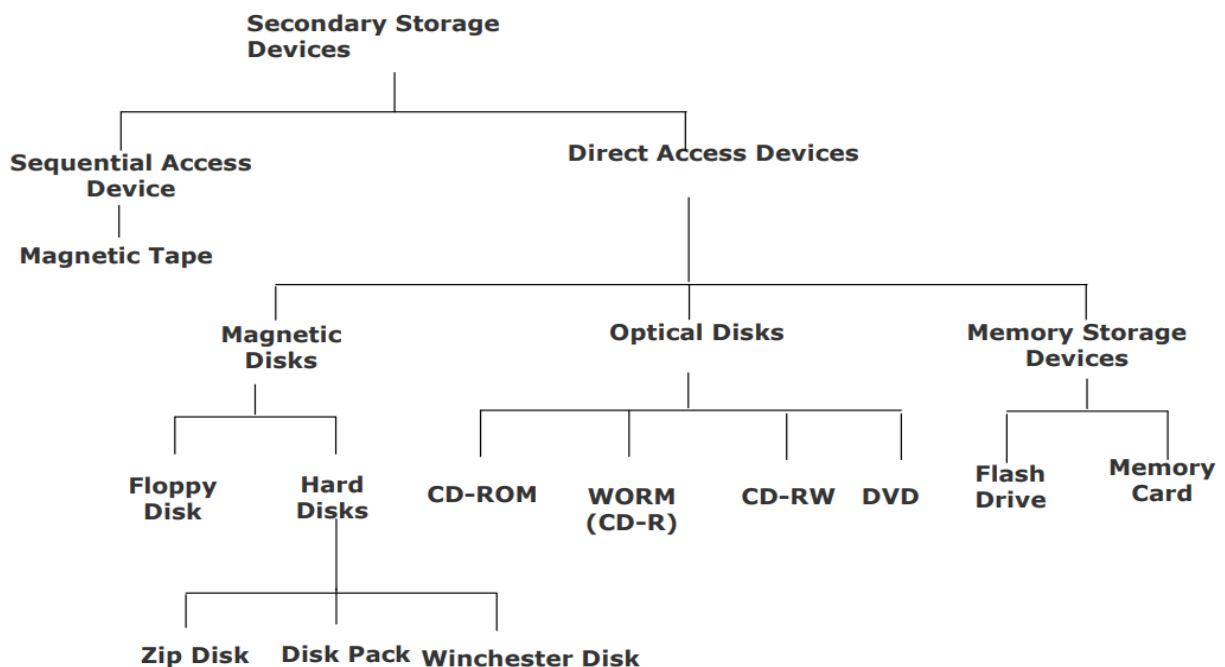 Secondary Storage
Devices
Sequential Access
Device
Direct Access Devices
Magnetic Tape
Magnetic
Disks
Optical Disks
Memory Storage
Devices
Floppy
Disk
Hard
Disks
CD-ROM
WORM
(CD-R)
CD-RW
DVD
Flash
Drive
Memory
Card
Zip Disk
Disk Pack
Winchester Disk